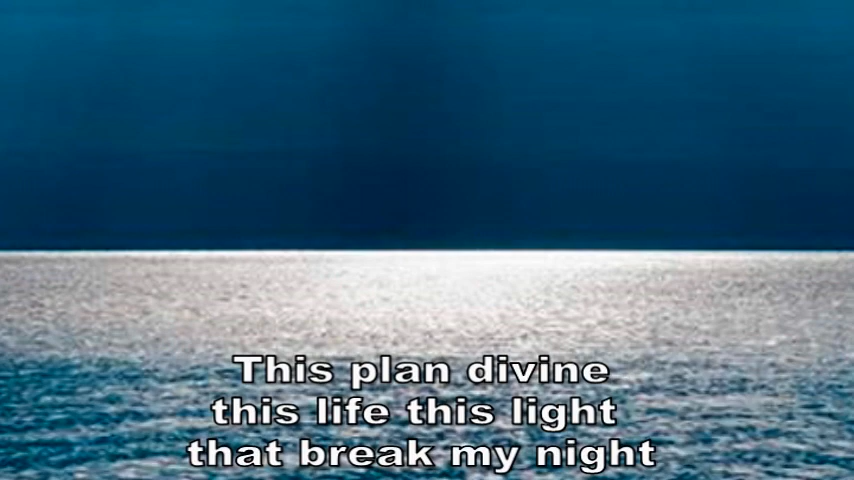 This plan divine
this life this light
that break my night